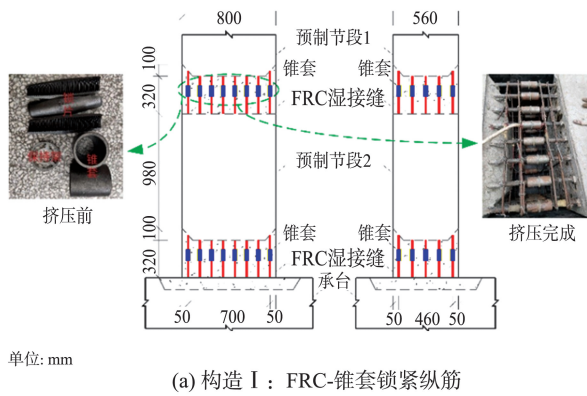 800
560
预制节段1
100
锥套
锥套
320
FRC湿接缝
锥套
挤压前
挤压完成
980
预制节段2
100
锥套
锥套
320
FRC湿接缝
承台
50 700 50
50 460 50
单位: mm
(a) 构造Ⅰ：FRC-锥套锁紧纵筋